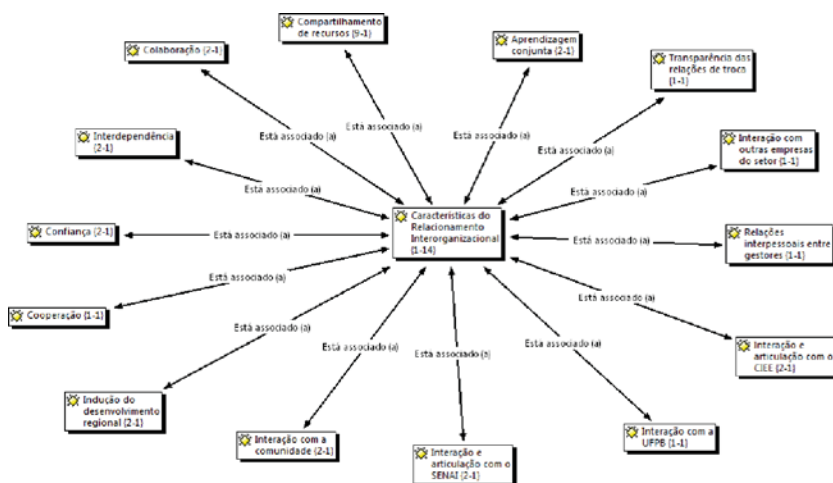 Compartilhamento
de recursos (9-1)
Colaboração (2-1)
Aprendizagem
conjunta (2-1)
Transparência das
relações de troca
(1-1)
Está associado (a)
Está associado (a)
Está associado (a)
Está associado (a)
Interdependência
(2-1)
Interação com
outras empresas
do setor (1-1)
Está associado (a)
Está associado (a)
Características do
Relacionamento
Interorganizacional
(1-14)
Confiança (2-1)
Está associado (a)
Está associado (a)
Relações
interpessoais entre
gestores (1-1)
Está associado (a)
Está associado (a)
Cooperação (1-1)
Está associado (a)
Está associado (a)
Está associado (a)
Está associado (a)
Interação e
articulação com o
CIEE (2-1)
Indução do
desenvolvimento
regional (2-1)
Interação com a
comunidade (2-1)
Interação e
articulação com o
SENAI (2-1)
Interação com a
UFPB (1-1)